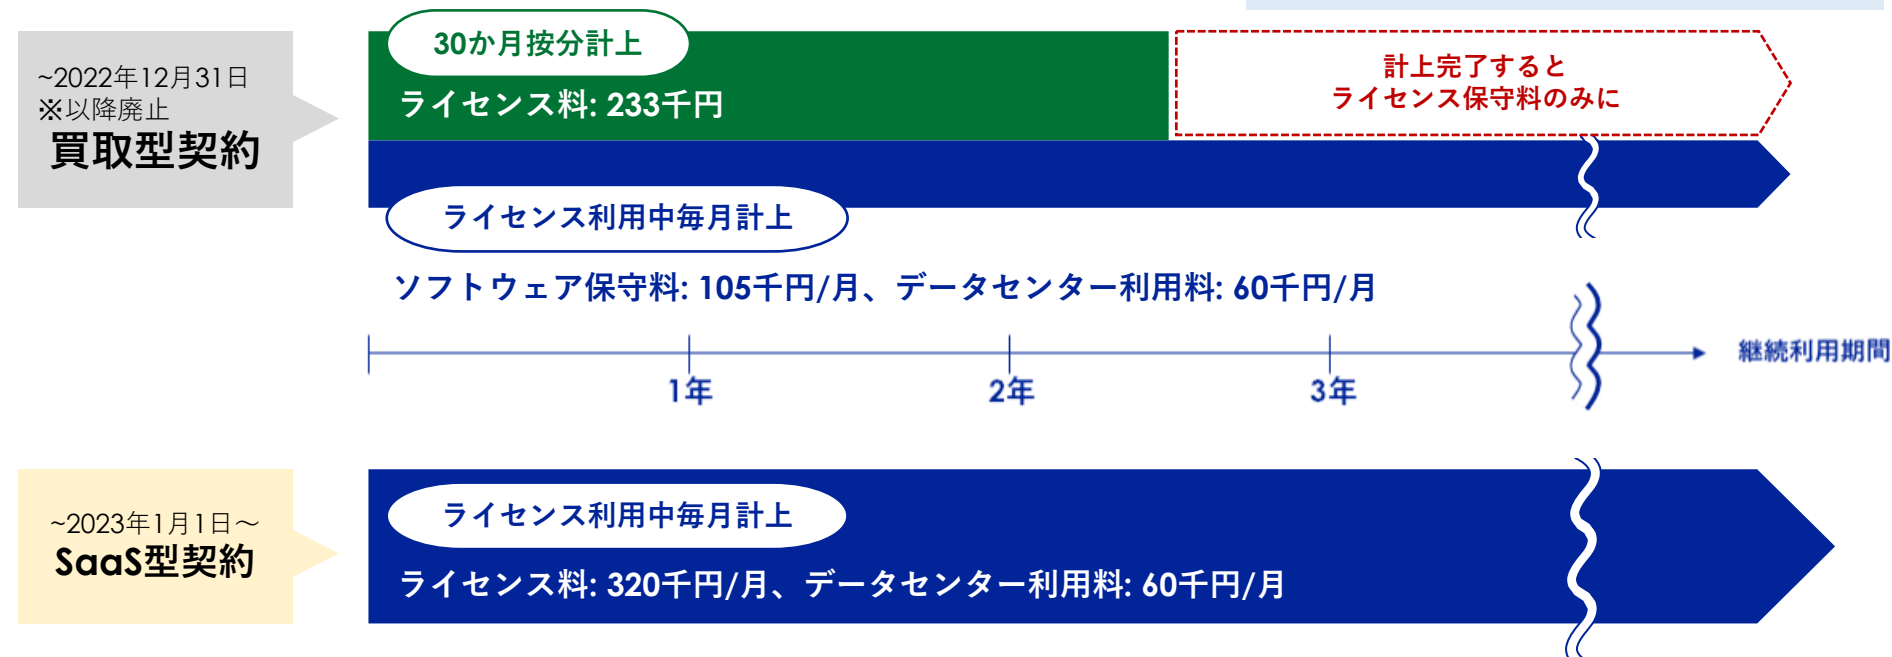 ~2022年12月31日
※以降廃止
買取型契約
30か月按分計上
ライセンス料: 233千円
計上完了すると
ライセンス保守料のみに
ライセンス利用中毎月計上
ソフトウェア保守料: 105千円/月、データセンター利用料: 60千円/月
1年
2年
3年
継続利用期間
~2023年1月1日～
SaaS型契約
ライセンス利用中毎月計上
ライセンス料: 320千円/月、データセンター利用料: 60千円/月